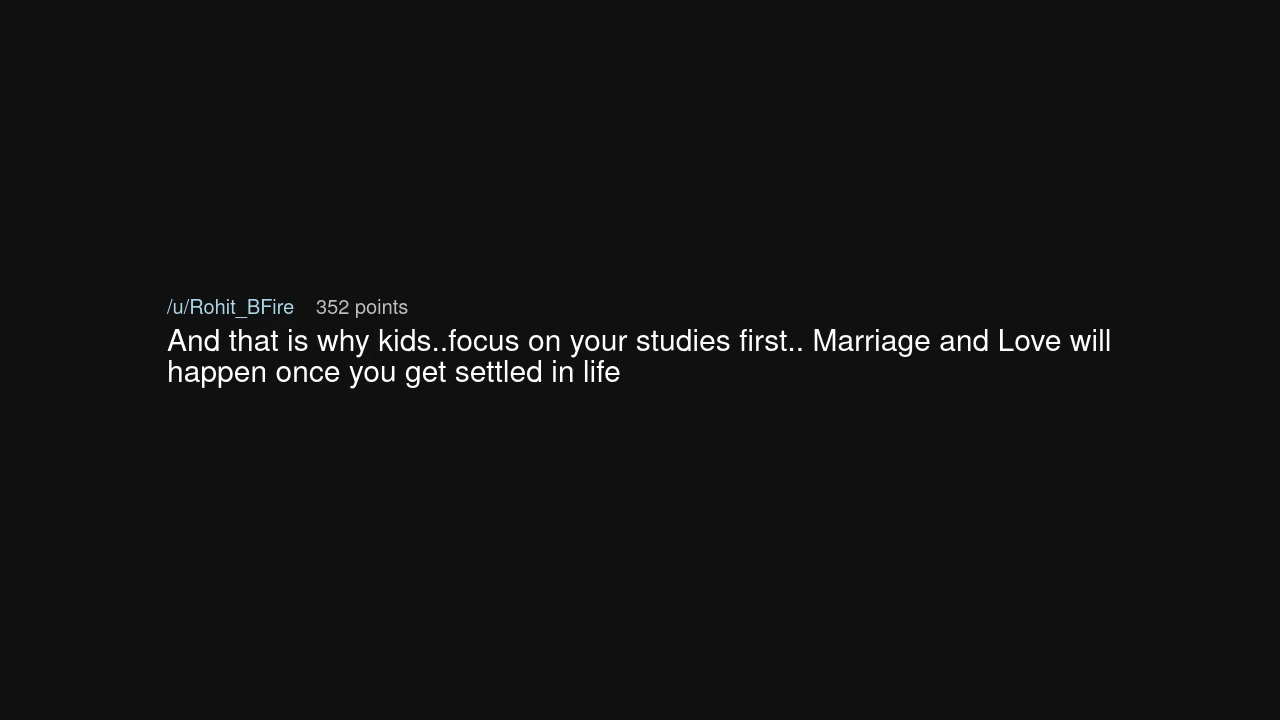 /u/Rohit_BFire 352 points
And that is why kids..focus on your studies first.. Marriage and Love will
happen once you get settled in life